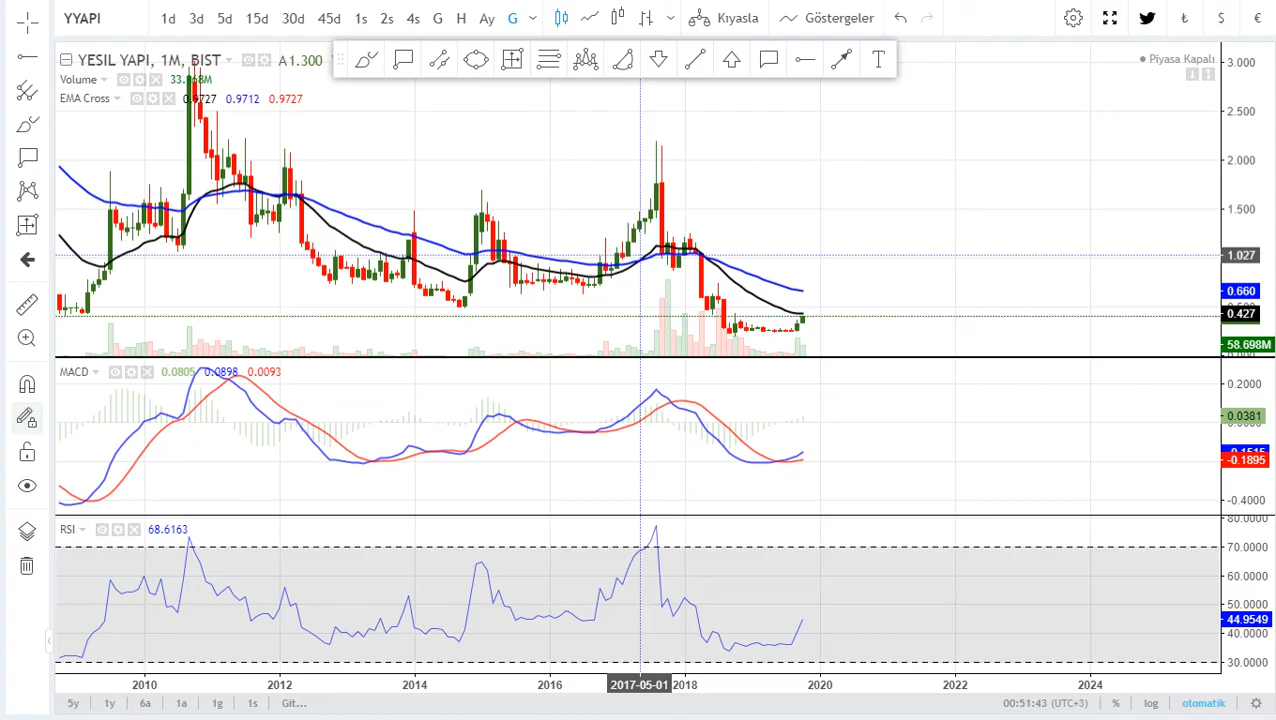 YYAPI 1d 3d 5d 15d 30d 45d 1s 2s 4s G H Ay G Kıyasla Göstergeler ₺ $ €
YESIL YAPI, 1M, BIST A1.300
Piyasa Kapalı
Volume
EMA Cross 0.9727 0.9712 0.9727
3.000
2.500
2.000
1.500
1.027
0.660
0.427
58.698M
MACD 0.0805 0.0898 0.0093
0.2000
0.0381
-0.1895
-0.4000
RSI 68.6163
80.0000
70.0000
60.0000
50.0000
44.9549
40.0000
30.0000
2010 2012 2014 2016 2017-05-01 2018 2020 2022 2024
5y 1y 6a 1a 1g 1s Git... 00:51:43 (UTC+3) % log otomatik